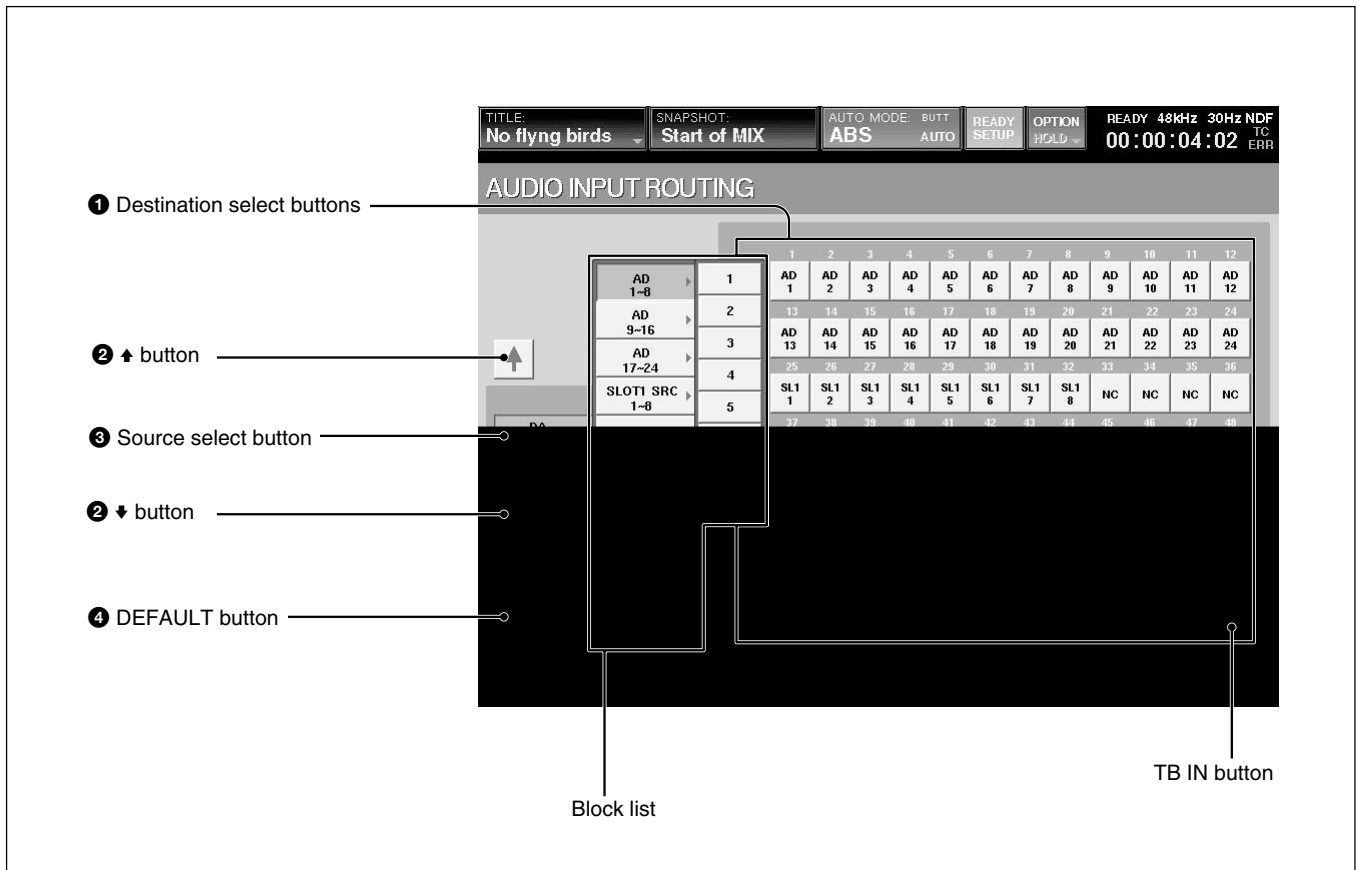 TITLE:
No flyng birds
SNAPSHOT:
Start of MIX
AUTO MODE: BUTT
ABS AUTO
READY
SETUP
OPTION
HOLD
READY 48kHz 30Hz NDF
00:00:04:02 TC
ERR
AUDIO INPUT ROUTING
❶ Destination select buttons
1 2 3 4 5 6 7 8 9 10 11 12
AD 1~8
1
AD 1 AD 2 AD 3 AD 4 AD 5 AD 6 AD 7 AD 8 AD 9 AD 10 AD 11 AD 12
AD 9~16
2
13 14 15 16 17 18 19 20 21 22 23 24
AD 13 AD 14 AD 15 AD 16 AD 17 AD 18 AD 19 AD 20 AD 21 AD 22 AD 23 AD 24
❷ ⬆ button
AD 17~24
3
4
25 26 27 28 29 30 31 32 33 34 35 36
SLOT1 SRC 1~8
5
SL1 1 SL1 2 SL1 3 SL1 4 SL1 5 SL1 6 SL1 7 SL1 8 NC NC NC NC
37 38 39 40 41 42 43 44 45 46 47 48
❸ Source select button
❷ ⬇ button
❹ DEFAULT button
TB IN button
Block list